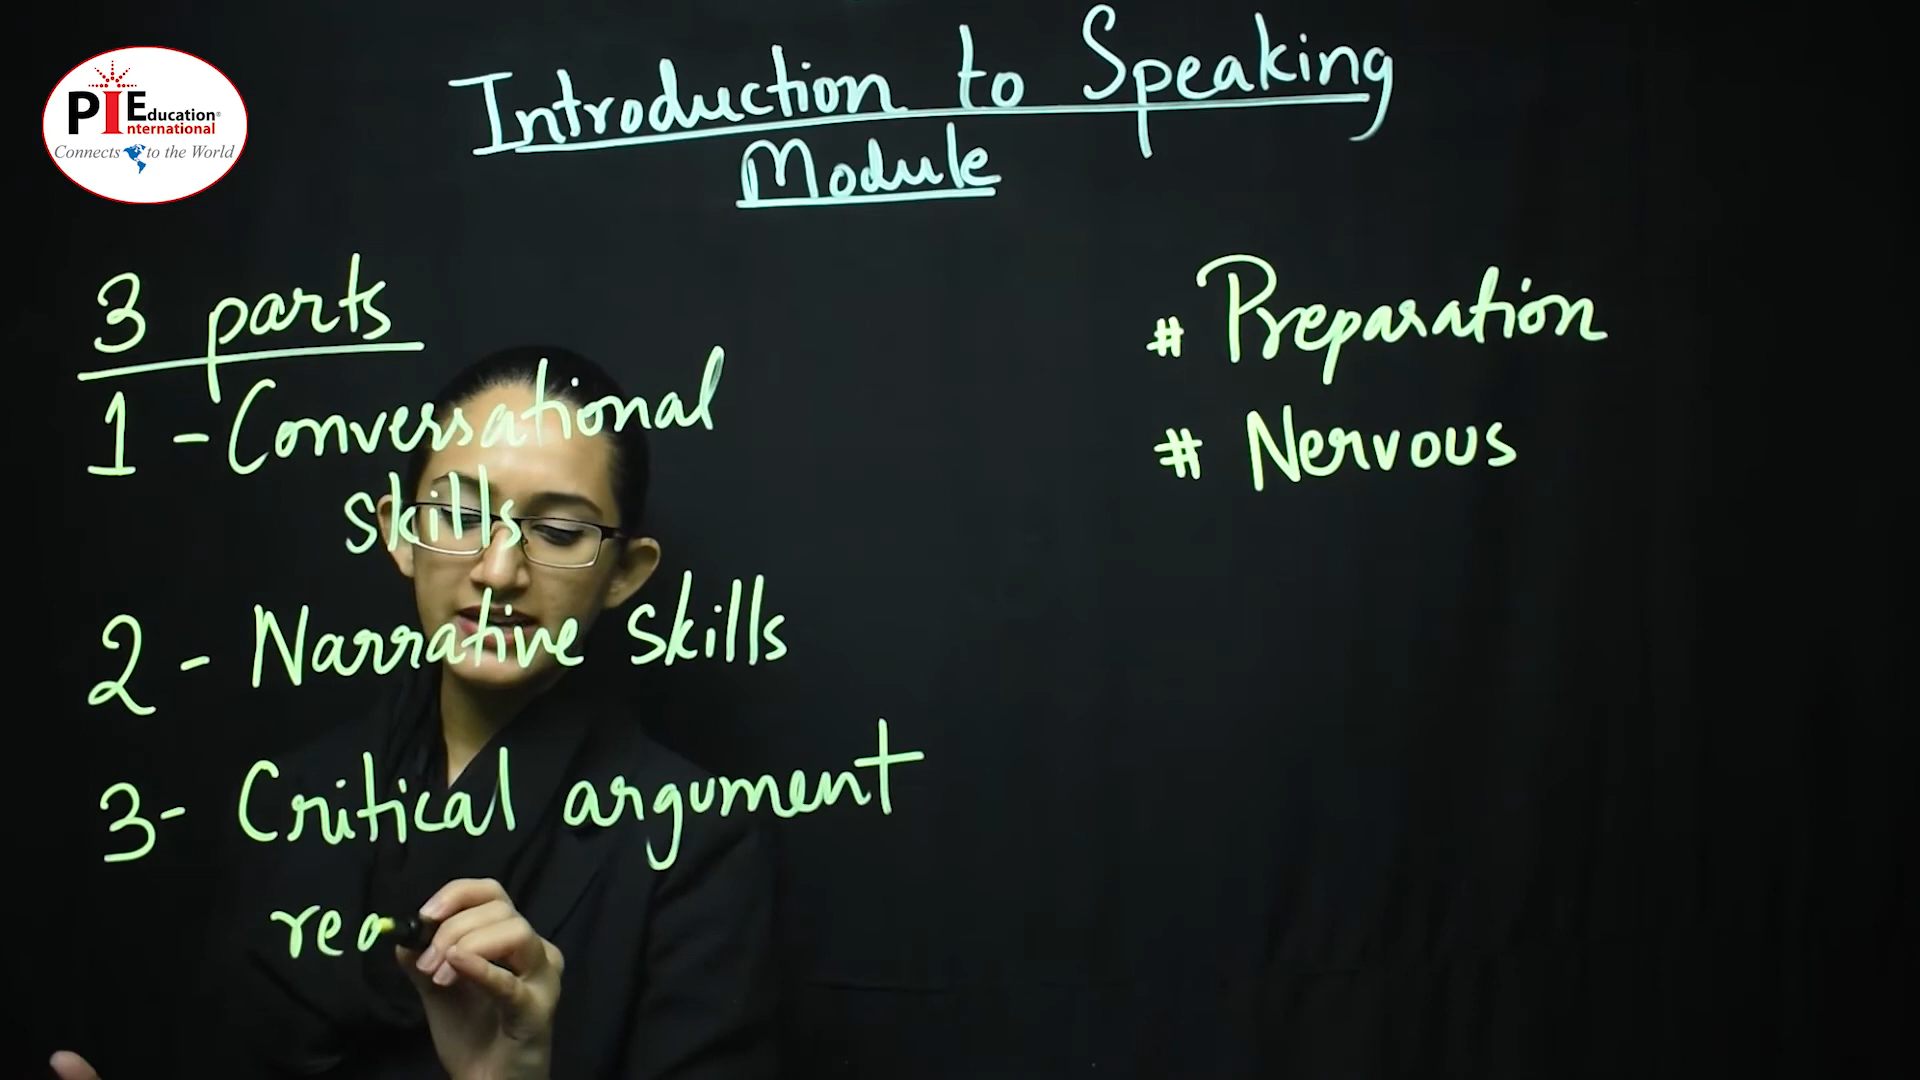 PIEducation®
International
Connects to the World
Introduction to Speaking
Module
3 parts
1 - Conversational
skills
2 - Narrative skills
3- Critical argument
rea
# Preparation
# Nervous